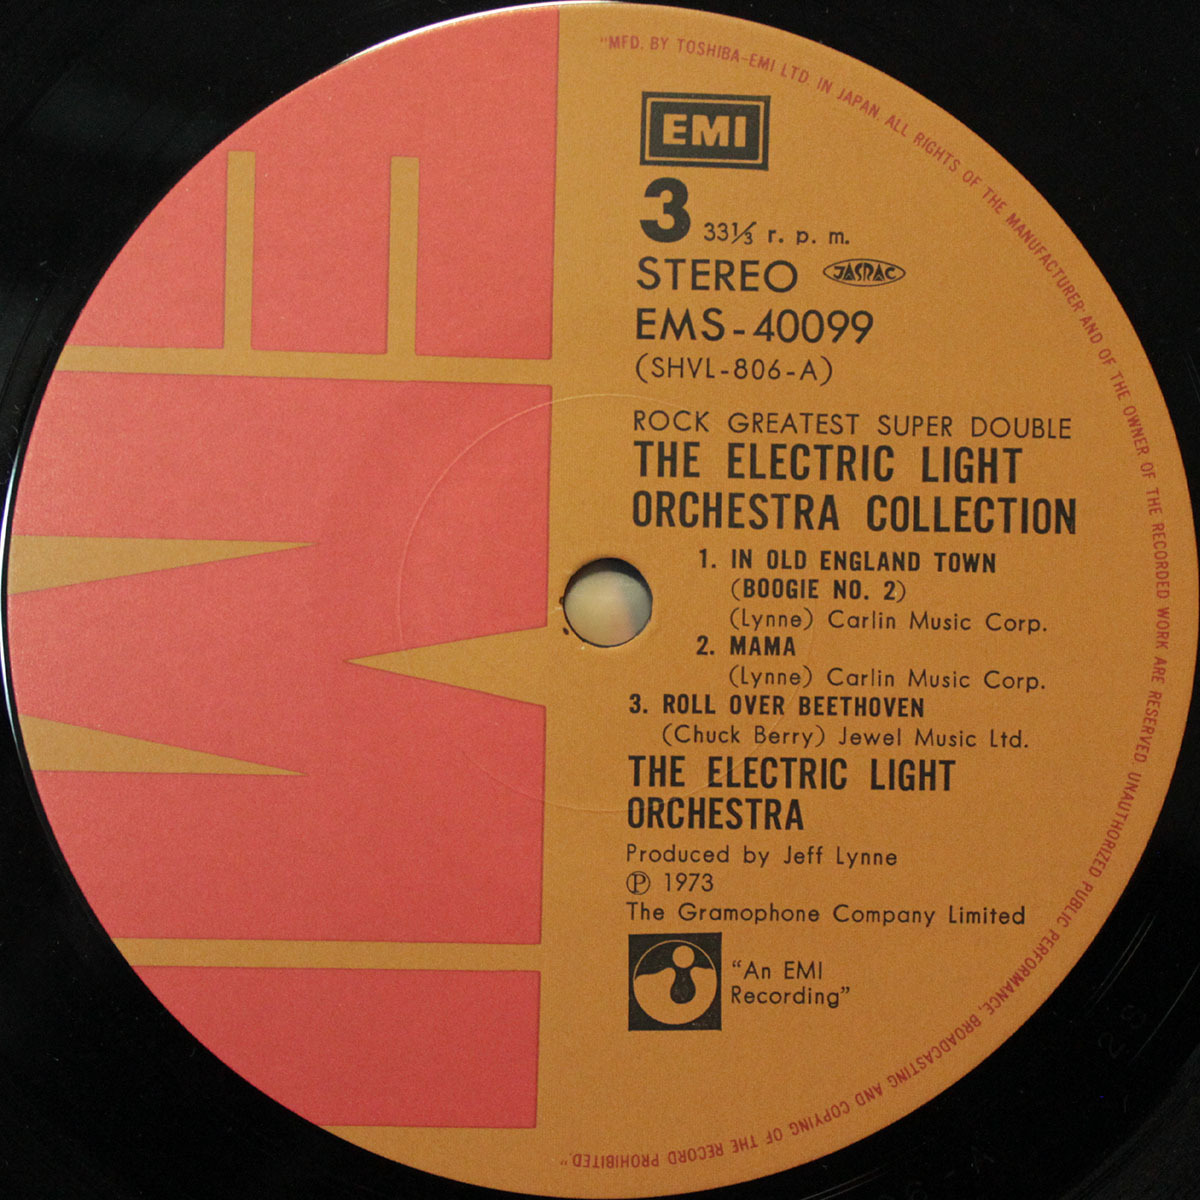 "MFD. BY TOSHIBA-EMI LTD. IN JAPAN. ALL RIGHTS OF THE MANUFACTURER AND OF THE OWNER OF THE RECORDED WORK ARE RESERVED. UNAUTHORIZED PUBLIC PERFORMANCE, BROADCASTING AND COPYING OF THE RECORD PROHIBITED."
EMI
EMI
3 33⅓ r. p. m.
STEREO JASRAC
EMS-40099
(SHVL-806-A)
ROCK GREATEST SUPER DOUBLE
THE ELECTRIC LIGHT
ORCHESTRA COLLECTION
1. IN OLD ENGLAND TOWN
(BOOGIE NO. 2)
(Lynne) Carlin Music Corp.
2. MAMA
(Lynne) Carlin Music Corp.
3. ROLL OVER BEETHOVEN
(Chuck Berry) Jewel Music Ltd.
THE ELECTRIC LIGHT
ORCHESTRA
Produced by Jeff Lynne
Ⓟ 1973
The Gramophone Company Limited
"An EMI
Recording"